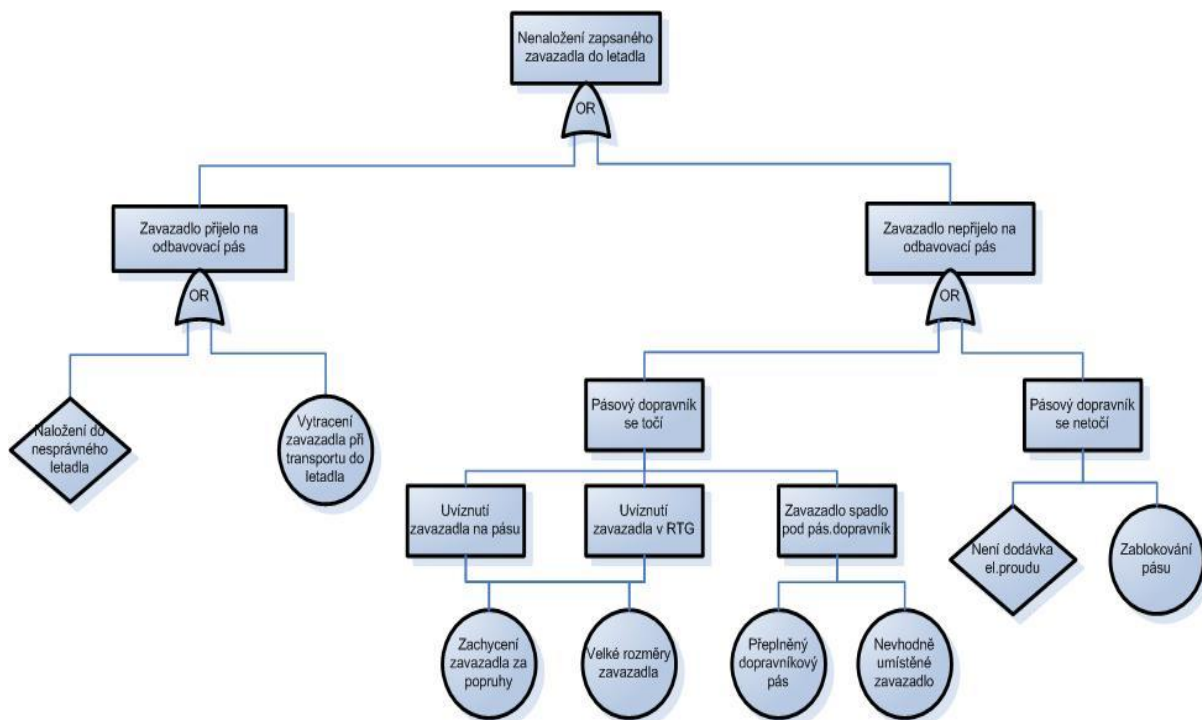 Nenaložení zapsaného
zavazadla do letadla
OR
Zavazadlo přijelo na
odbavovací pás
Zavazadlo nepřijelo na
odbavovací pás
OR
OR
Naložení do
nesprávného
letadla
Vytracení
zavazadla při
transportu do
letadla
Pásový dopravník
se točí
Pásový dopravník
se netočí
Uvíznutí
zavazadla na pásu
Uvíznutí
zavazadla v RTG
Zavazadlo spadlo
pod pás.dopravník
Není dodávka
el.proudu
Zablokování
pásu
Zachycení
zavazadla za
popruhy
Velké rozměry
zavazadla
Přeplněný
dopravníkový
pás
Nevhodně
umístěné
zavazadlo